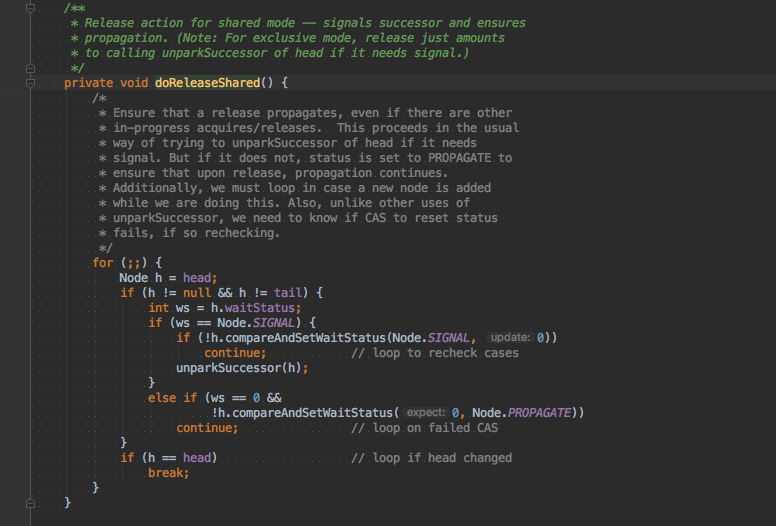 /**
 * Release action for shared mode -- signals successor and ensures
 * propagation. (Note: For exclusive mode, release just amounts
 * to calling unparkSuccessor of head if it needs signal.)
 */
private void doReleaseShared() {
    /*
     * Ensure that a release propagates, even if there are other
     * in-progress acquires/releases.  This proceeds in the usual
     * way of trying to unparkSuccessor of head if it needs
     * signal. But if it does not, status is set to PROPAGATE to
     * ensure that upon release, propagation continues.
     * Additionally, we must loop in case a new node is added
     * while we are doing this. Also, unlike other uses of
     * unparkSuccessor, we need to know if CAS to reset status
     * fails, if so rechecking.
     */
    for (;;) {
        Node h = head;
        if (h != null && h != tail) {
            int ws = h.waitStatus;
            if (ws == Node.SIGNAL) {
                if (!h.compareAndSetWaitStatus(Node.SIGNAL, update: 0))
                    continue;            // loop to recheck cases
                unparkSuccessor(h);
            }
            else if (ws == 0 &&
                     !h.compareAndSetWaitStatus( expect: 0, Node.PROPAGATE))
                continue;                // loop on failed CAS
        }
        if (h == head)                   // loop if head changed
            break;
    }
}